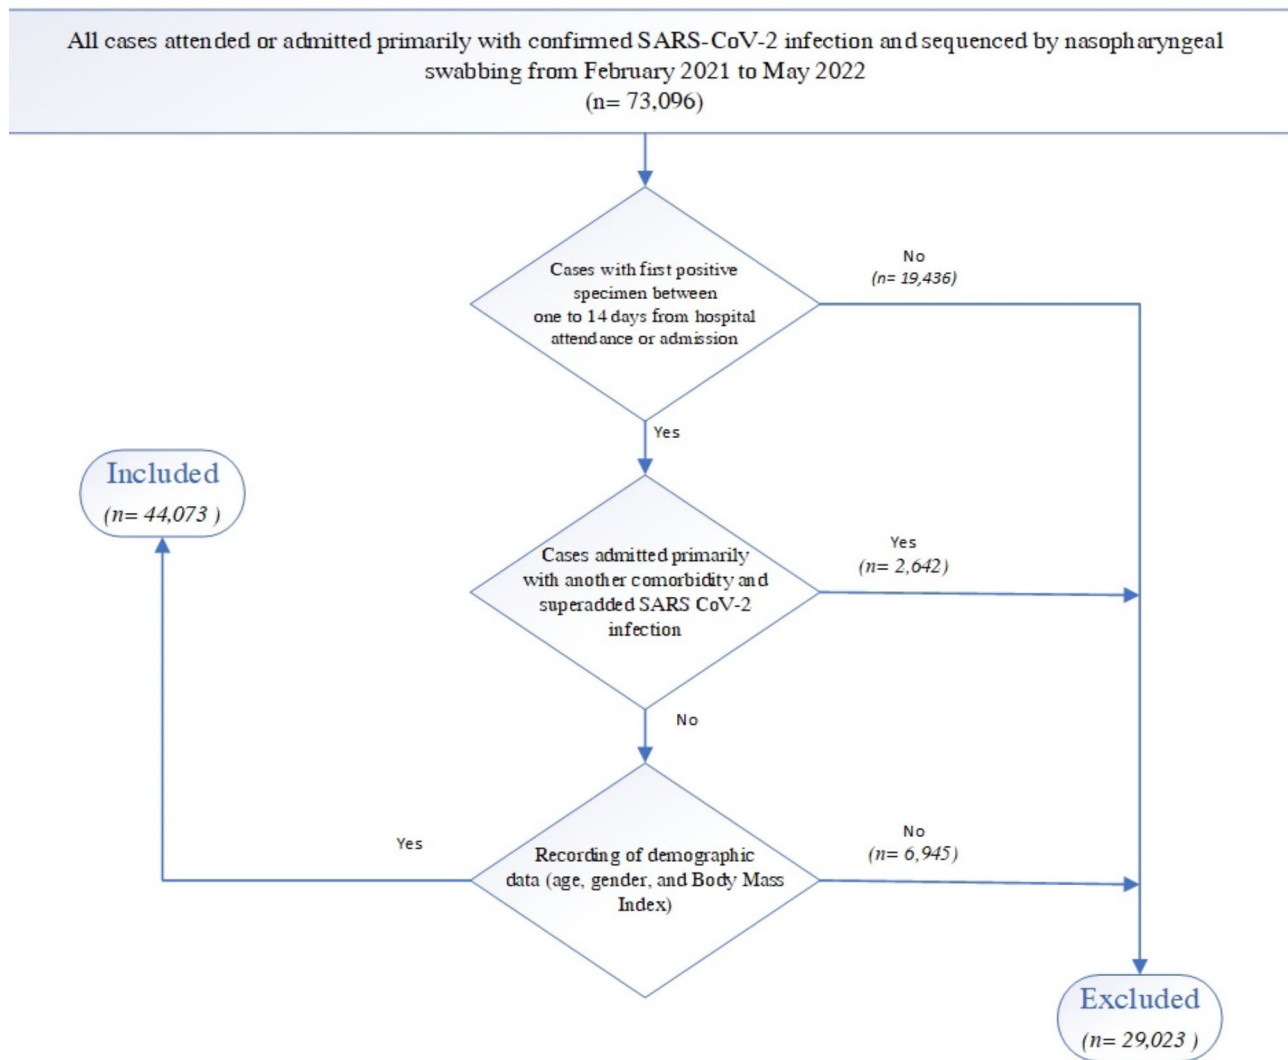 All cases attended or admitted primarily with confirmed SARS-CoV-2 infection and sequenced by nasopharyngeal
swabbing from February 2021 to May 2022
(n= 73,096)
Cases with first positive
specimen between
one to 14 days from hospital
attendance or admission
No
(n= 19,436)
Yes
Included
(n= 44,073 )
Cases admitted primarily
with another comorbidity and
superadded SARS CoV-2
infection
Yes
(n= 2,642)
No
Recording of demographic
data (age, gender, and Body Mass
Index)
Yes
No
(n= 6,945)
Excluded
(n= 29,023 )